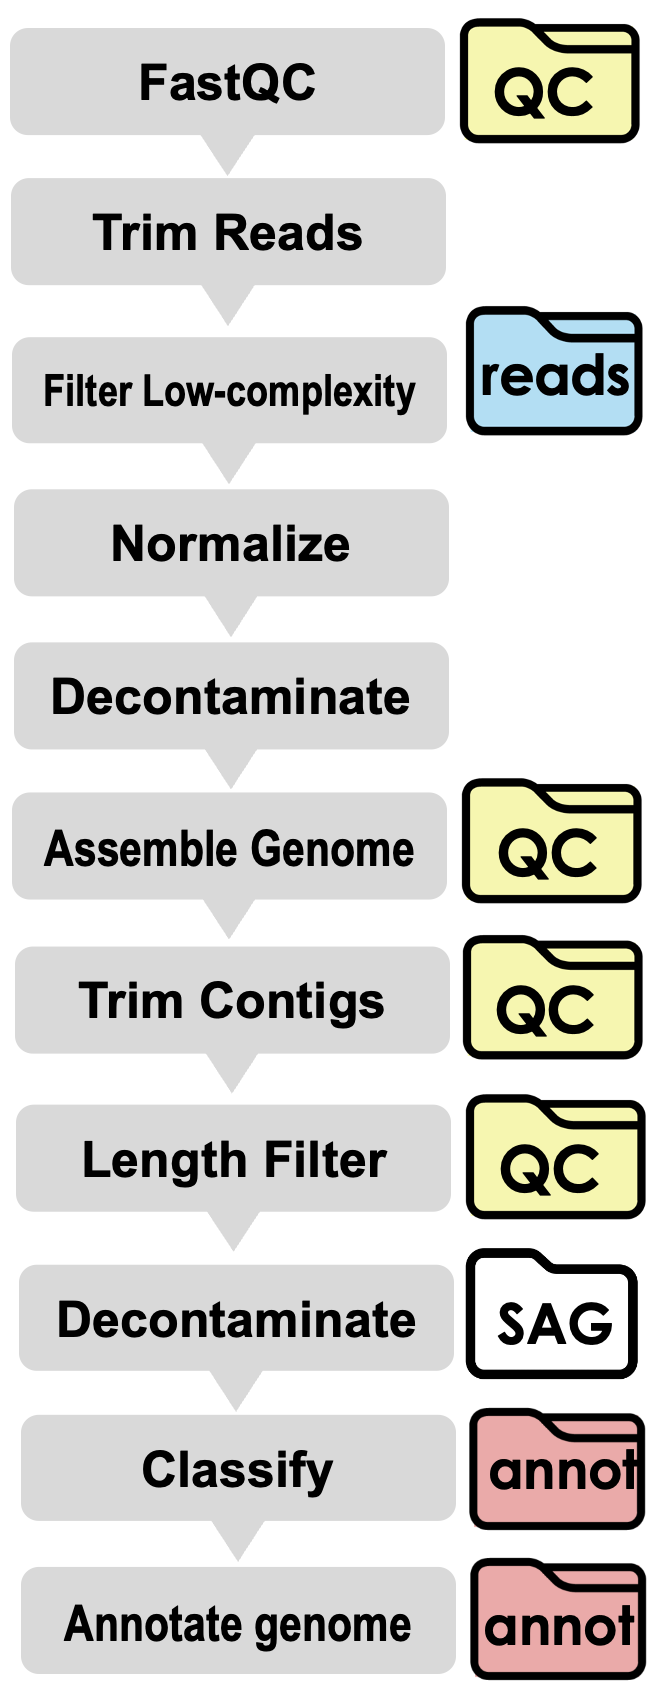 FastQC
QC
Trim Reads
Filter Low-complexity
reads
Normalize
Decontaminate
Assemble Genome
QC
Trim Contigs
QC
Length Filter
QC
Decontaminate
SAG
Classify
annot
Annotate genome
annot